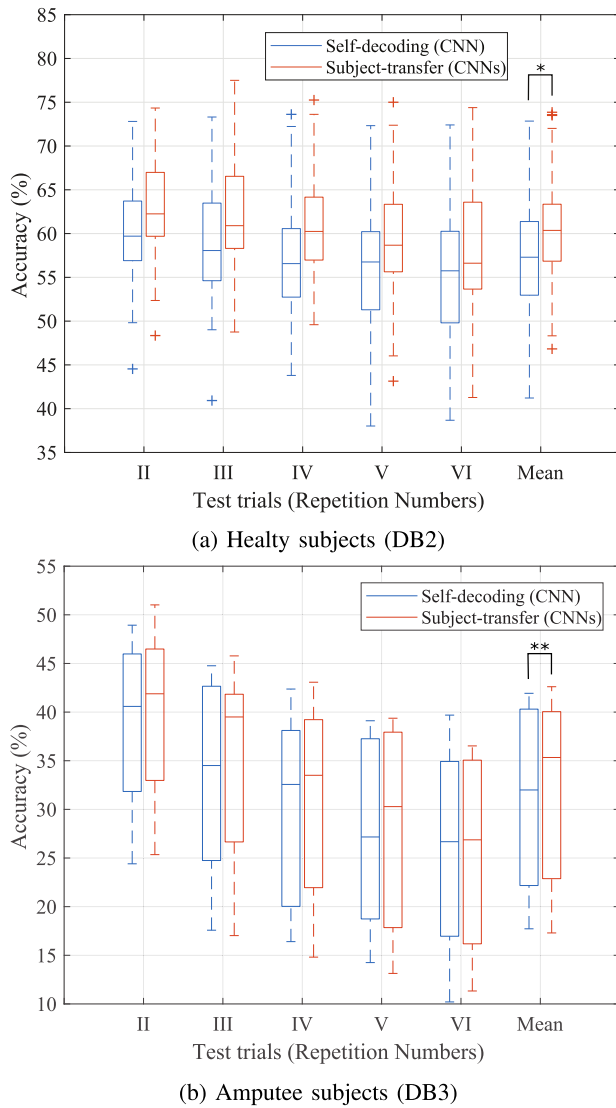 85
80
75
70
65
60
55
50
45
40
35
Accuracy (%)
Self-decoding (CNN)
Subject-transfer (CNNs)
*
II III IV V VI Mean
Test trials (Repetition Numbers)
(a) Healty subjects (DB2)
55
50
45
40
35
30
25
20
15
10
Accuracy (%)
Self-decoding (CNN)
Subject-transfer (CNNs)
**
II III IV V VI Mean
Test trials (Repetition Numbers)
(b) Amputee subjects (DB3)